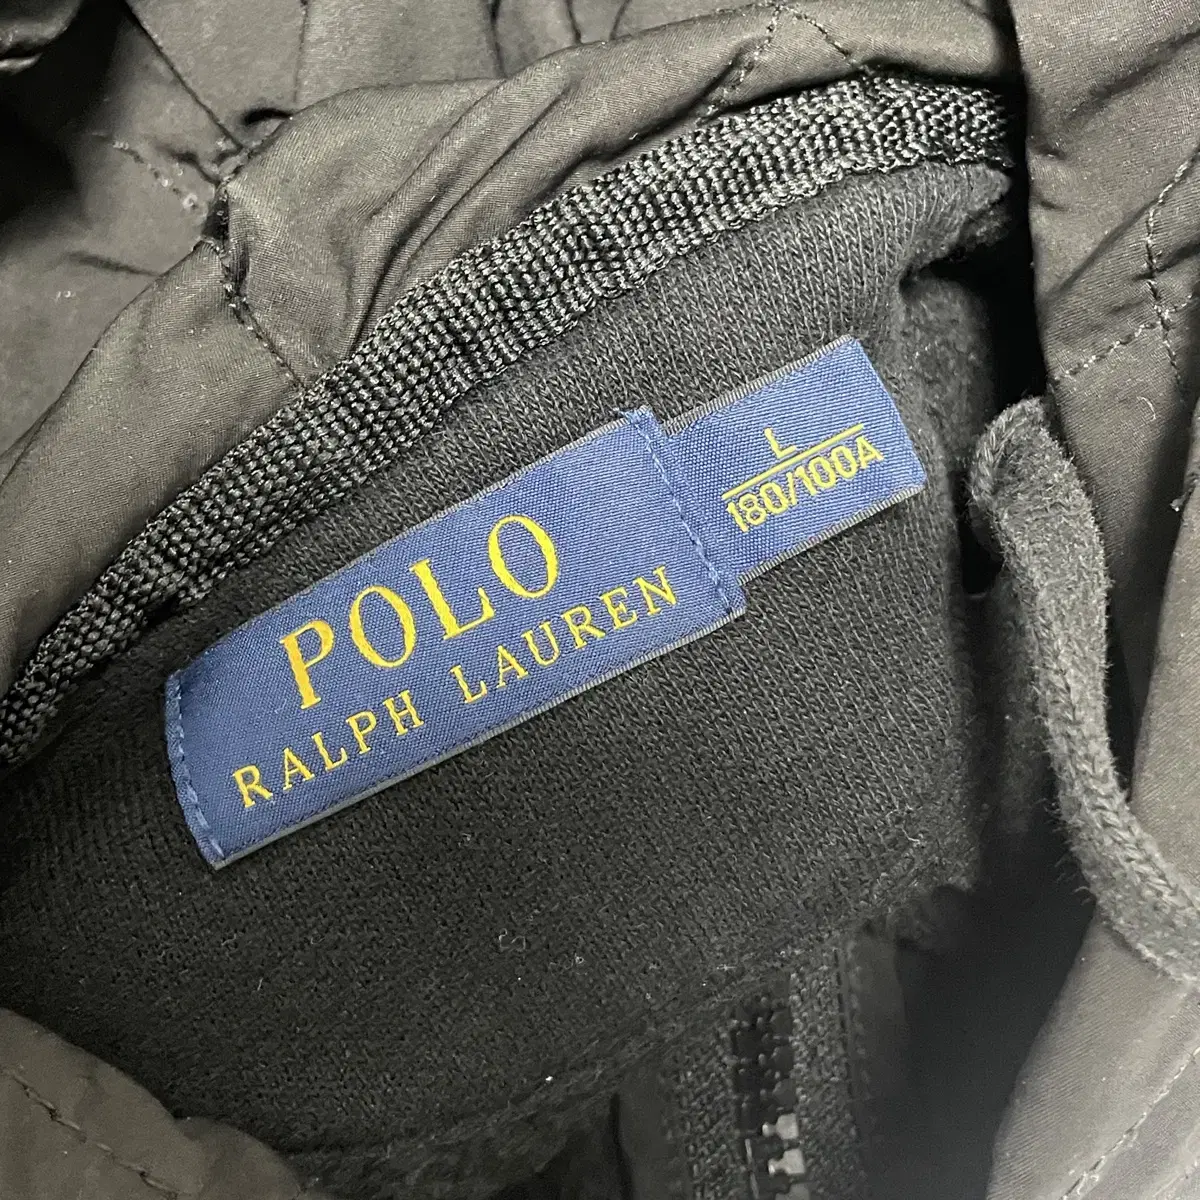 POLO
RALPH LAUREN
L
180/100A